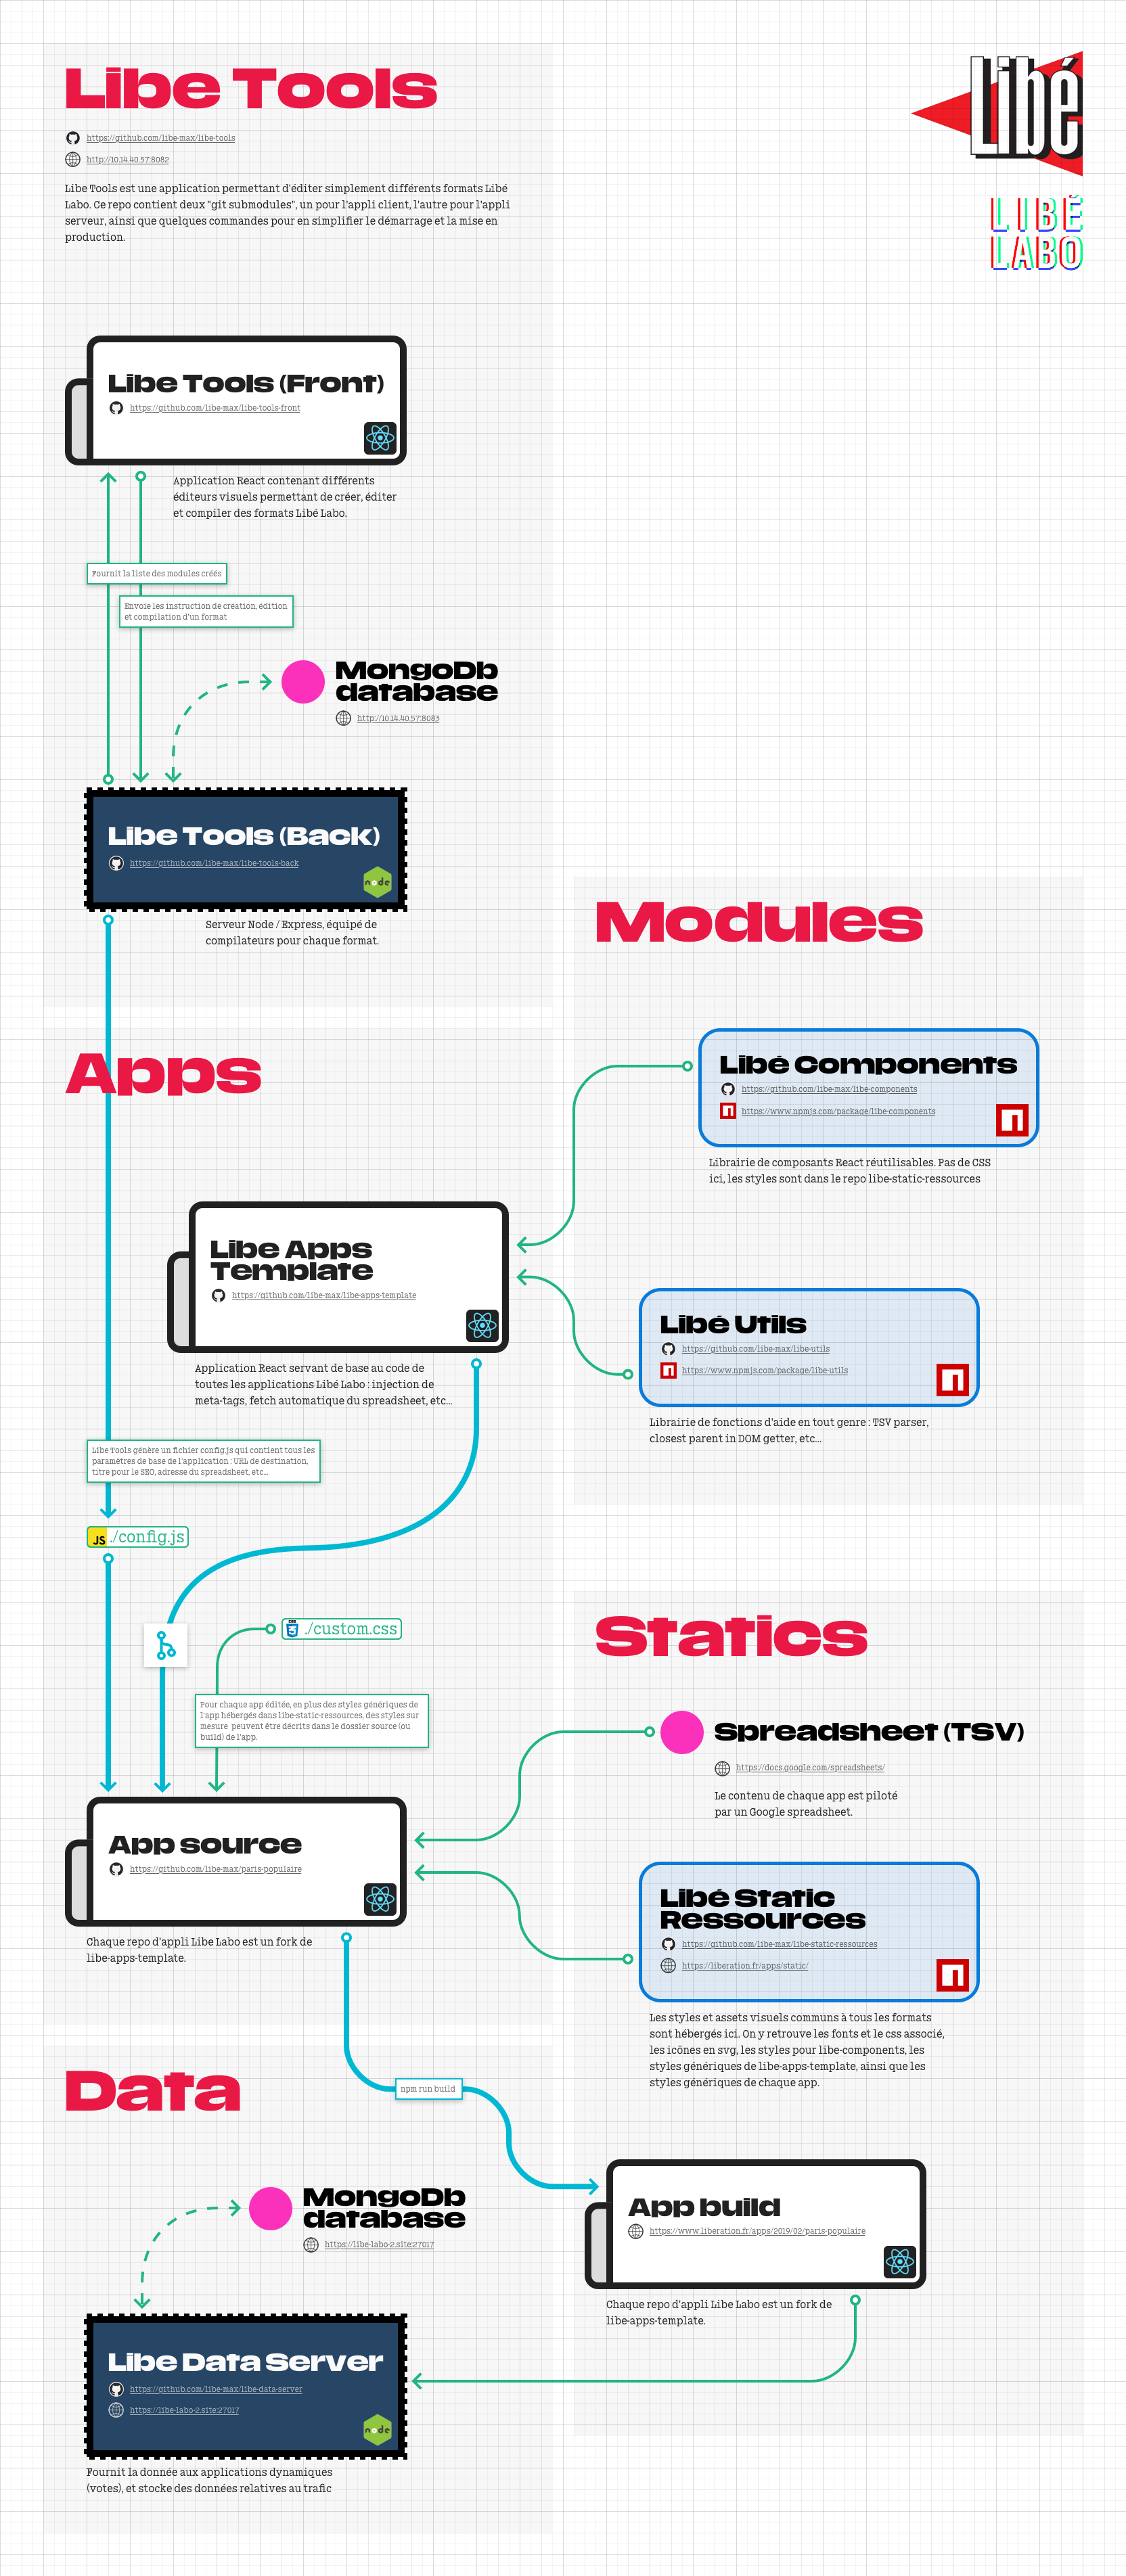 Libe Tools
https://github.com/libe-max/libe-tools
http://10.14.40.57:8082
Libe Tools est une application permettant d'éditer simplement différents formats Libé
Labo. Ce repo contient deux "git submodules", un pour l'appli client, l'autre pour l'appli
serveur, ainsi que quelques commandes pour en simplifier le démarrage et la mise en
production.
Libé
LIBÉ
LABO
Libe Tools (Front)
https://github.com/libe-max/libe-tools-front
Application React contenant différents
éditeurs visuels permettant de créer, éditer
et compiler des formats Libé Labo.
Fournit la liste des modules créés
Envoie les instruction de création, édition
et compilation d'un format
MongoDb
database
http://10.14.40.57:8083
Libe Tools (Back)
https://github.com/libe-max/libe-tools-back
node
Serveur Node / Express, équipé de
compilateurs pour chaque format.
Modules
Libé Components
https://github.com/libe-max/libe-components
https://www.npmjs.com/package/libe-components
Librairie de composants React réutilisables. Pas de CSS
ici, les styles sont dans le repo libe-static-ressources
Libé Utils
https://github.com/libe-max/libe-utils
https://www.npmjs.com/package/libe-utils
Librairie de fonctions d'aide en tout genre : TSV parser,
closest parent in DOM getter, etc...
Apps
Libe Apps
Template
https://github.com/libe-max/libe-apps-template
Application React servant de base au code de
toutes les applications Libé Labo : injection de
meta-tags, fetch automatique du spreadsheet, etc...
Libe Tools génère un fichier config.js qui contient tous les
paramètres de base de l'application : URL de destination,
titre pour le SEO, adresse du spreadsheet, etc...
JS ./config.js
CSS ./custom.css
Pour chaque app éditée, en plus des styles génériques de
l'app hébergés dans libe-static-ressources, des styles sur
mesure peuvent être décrits dans le dossier source (ou
build) de l'app.
App source
https://github.com/libe-max/paris-populaire
Chaque repo d'appli Libe Labo est un fork de
libe-apps-template.
Statics
Spreadsheet (TSV)
https://docs.google.com/spreadsheets/
Le contenu de chaque app est piloté
par un Google spreadsheet.
Libé Static
Ressources
https://github.com/libe-max/libe-static-ressources
https://liberation.fr/apps/static/
Les styles et assets visuels communs à tous les formats
sont hébergés ici. On y retrouve les fonts et le css associé,
les icônes en svg, les styles pour libe-components, les
styles génériques de libe-apps-template, ainsi que les
styles génériques de chaque app.
npm run build
App build
https://www.liberation.fr/apps/2019/02/paris-populaire
Chaque repo d'appli Libe Labo est un fork de
libe-apps-template.
Data
MongoDb
database
https://libe-labo-2.site:27017
Libe Data Server
https://github.com/libe-max/libe-data-server
https://libe-labo-2.site:27017
node
Fournit la donnée aux applications dynamiques
(votes), et stocke des données relatives au trafic